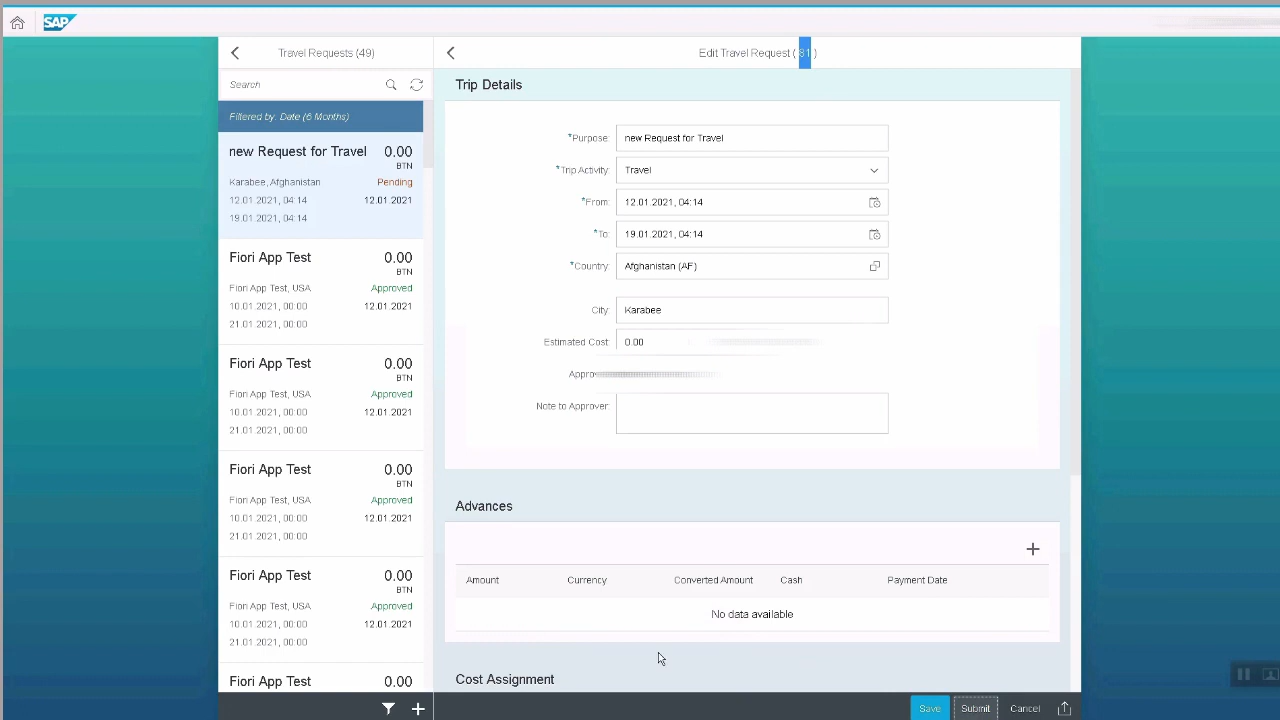 SAP
Travel Requests (49)
Edit Travel Request ( 81 )
Search
Filtered by: Date (6 Months)
new Request for Travel 0.00
BTN
Karabee, Afghanistan Pending
12.01.2021, 04:14 12.01.2021
19.01.2021, 04:14
Fiori App Test 0.00
BTN
Fiori App Test, USA Approved
10.01.2021, 00:00 12.01.2021
21.01.2021, 00:00
Fiori App Test 0.00
BTN
Fiori App Test, USA Approved
10.01.2021, 00:00 12.01.2021
21.01.2021, 00:00
Fiori App Test 0.00
BTN
Fiori App Test, USA Approved
10.01.2021, 00:00 12.01.2021
21.01.2021, 00:00
Fiori App Test 0.00
BTN
Fiori App Test, USA Approved
10.01.2021, 00:00 12.01.2021
21.01.2021, 00:00
Fiori App Test 0.00
Trip Details
*Purpose: new Request for Travel
*Trip Activity: Travel
*From: 12.01.2021, 04:14
*To: 19.01.2021, 04:14
*Country: Afghanistan (AF)
City: Karabee
Estimated Cost: 0.00
Note to Approver:
Advances
Amount Currency Converted Amount Cash Payment Date
No data available
Cost Assignment
Save Submit Cancel